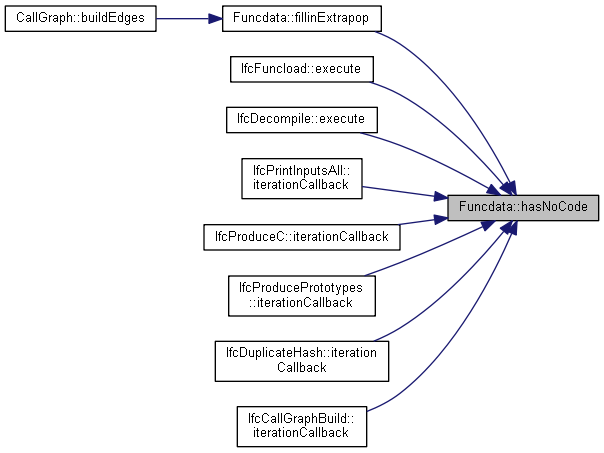 CallGraph::buildEdges
Funcdata::fillinExtrapop
IfcFuncload::execute
IfcDecompile::execute
IfcPrintInputsAll::
iterationCallback
Funcdata::hasNoCode
IfcProduceC::iterationCallback
IfcProducePrototypes
::iterationCallback
IfcDuplicateHash::iteration
Callback
IfcCallGraphBuild::
iterationCallback